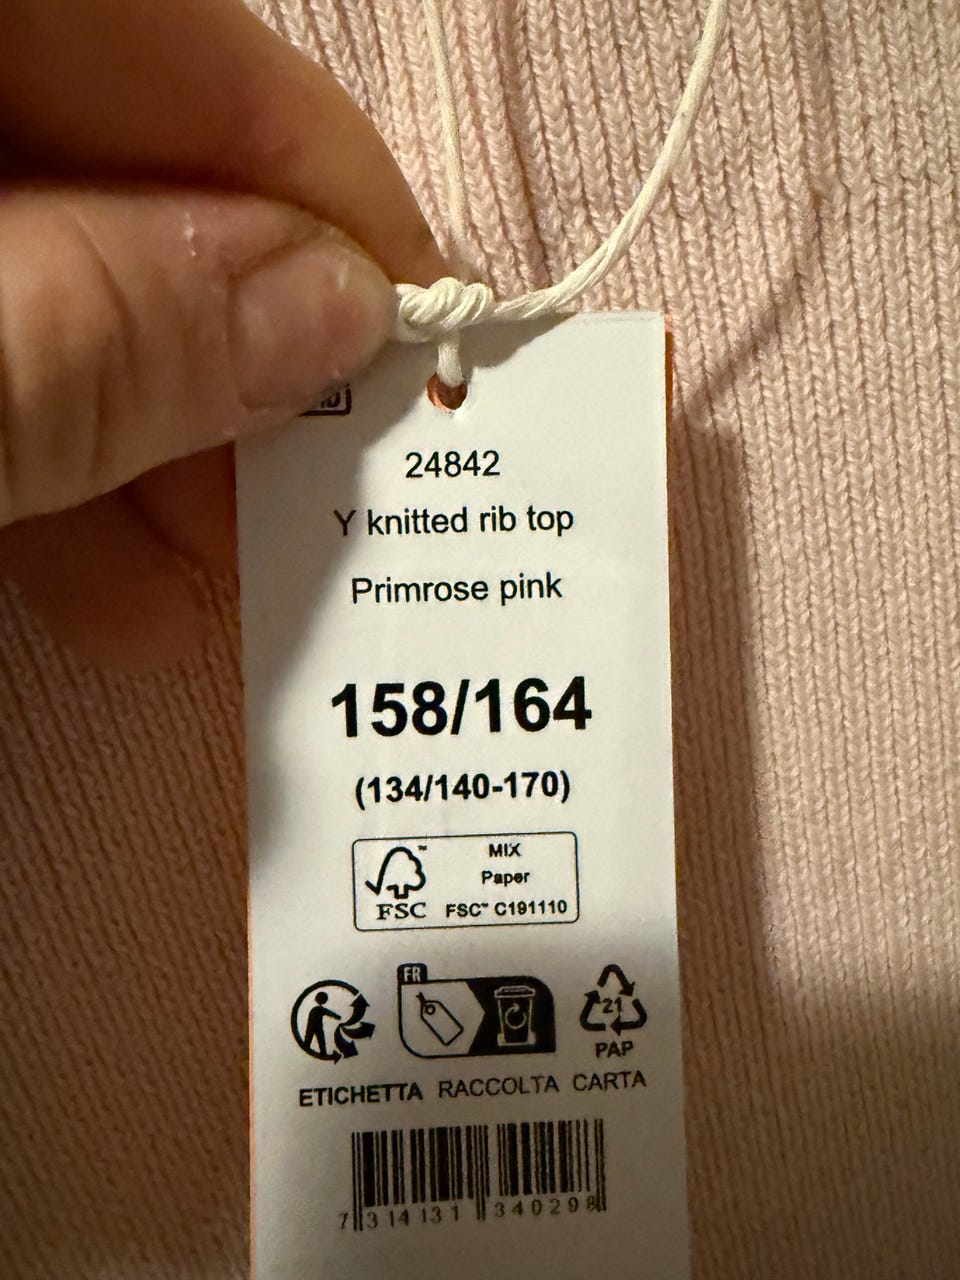 24842
Y knitted rib top
Primrose pink
158/164
(134/140-170)
MIX
Paper
FSC™ C191110
FSC
FR
21
PAP
ETICHETTA RACCOLTA CARTA
7 314131 340298